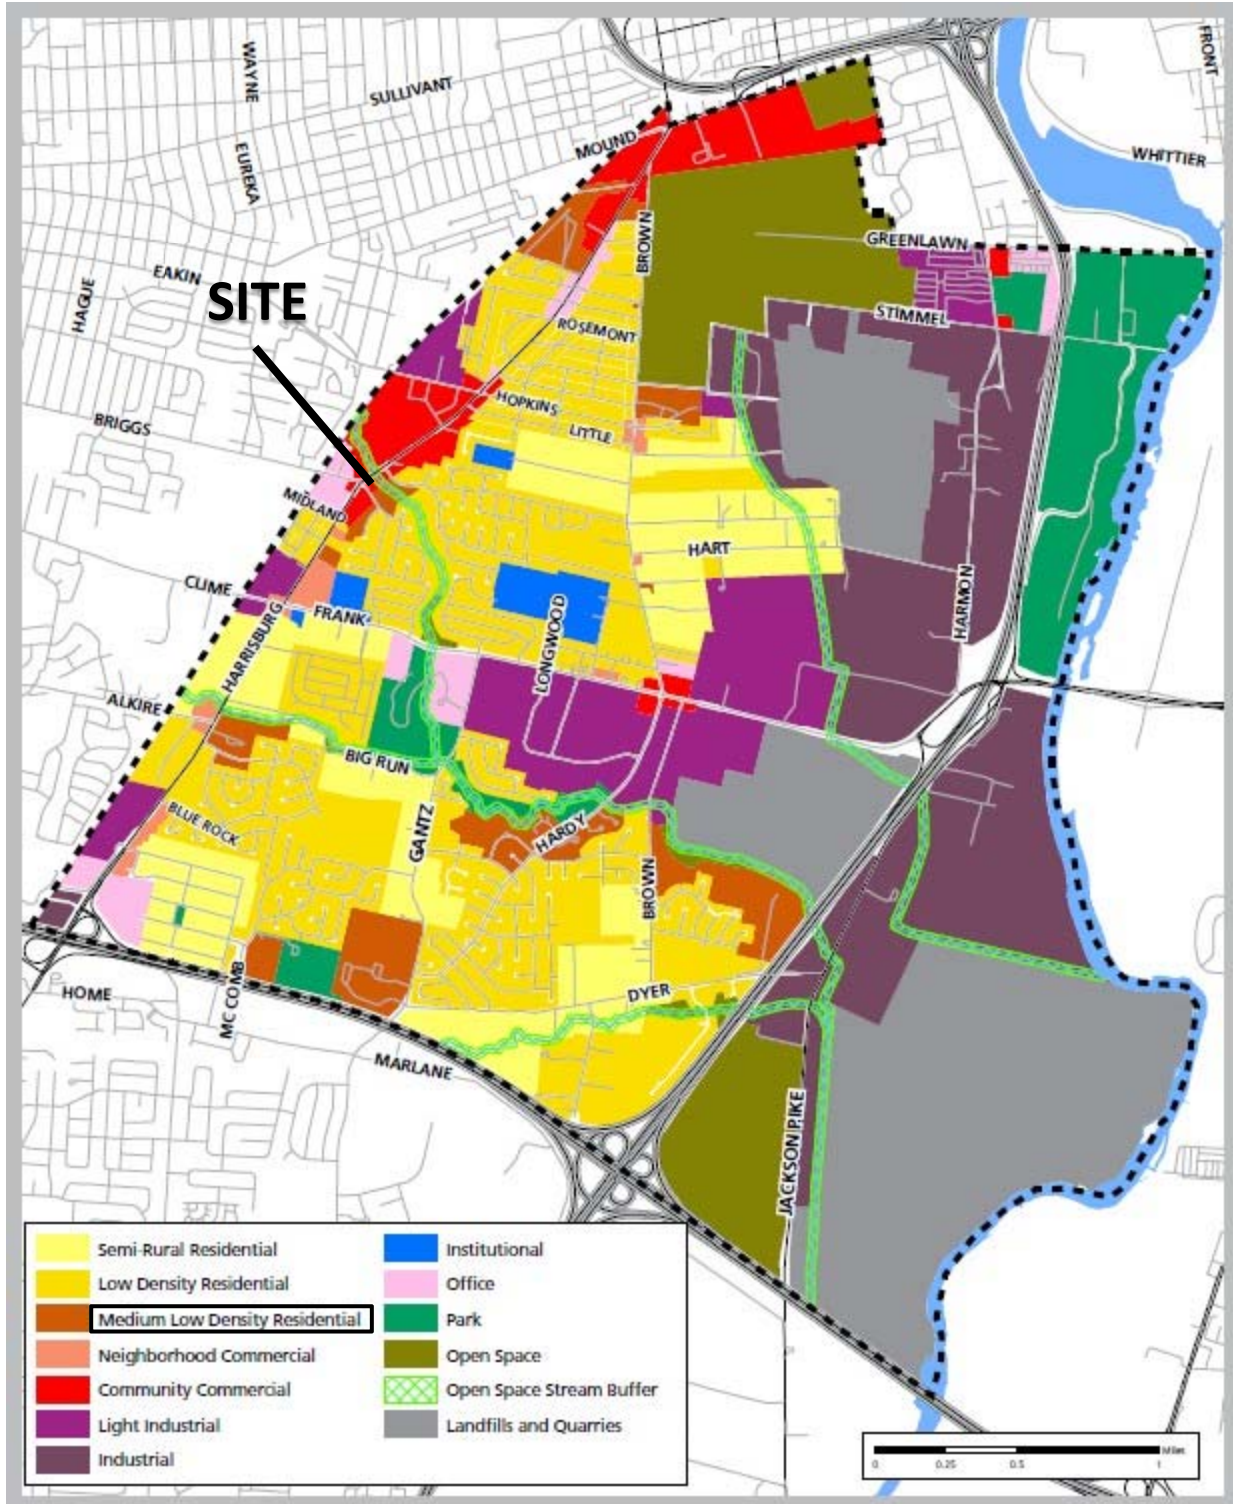 FRONT
WAYNE
SULLIVANT
MOUND
WHITTIER
EUREKA
BROWN
GREENLAWN
EAKIN
HAGUE
SITE
STIMMEL
ROSEMONT
HOPKINS
BRIGGS
LITTLE
MIDLAND
HART
CLIME
FRANK
LONGWOOD
HARMON
HARRISBURG
ALKIRE
BIG RUN
BLUE ROCK
GANTZ
HARDY
BROWN
MC COMB
HOME
DYER
MARLANE
JACKSON PIKE
Semi-Rural Residential
Low Density Residential
Medium Low Density Residential
Neighborhood Commercial
Community Commercial
Light Industrial
Industrial
Institutional
Office
Park
Open Space
Open Space Stream Buffer
Landfills and Quarries
Miles
0 0.25 0.5 1